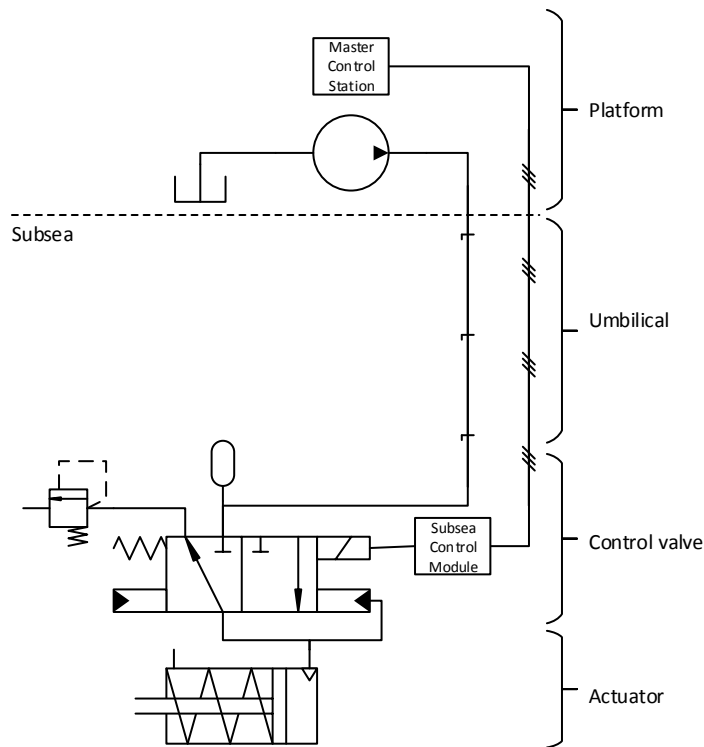 Master
Control
Station
Platform
Subsea
Umbilical
Subsea
Control
Module
Control valve
Actuator